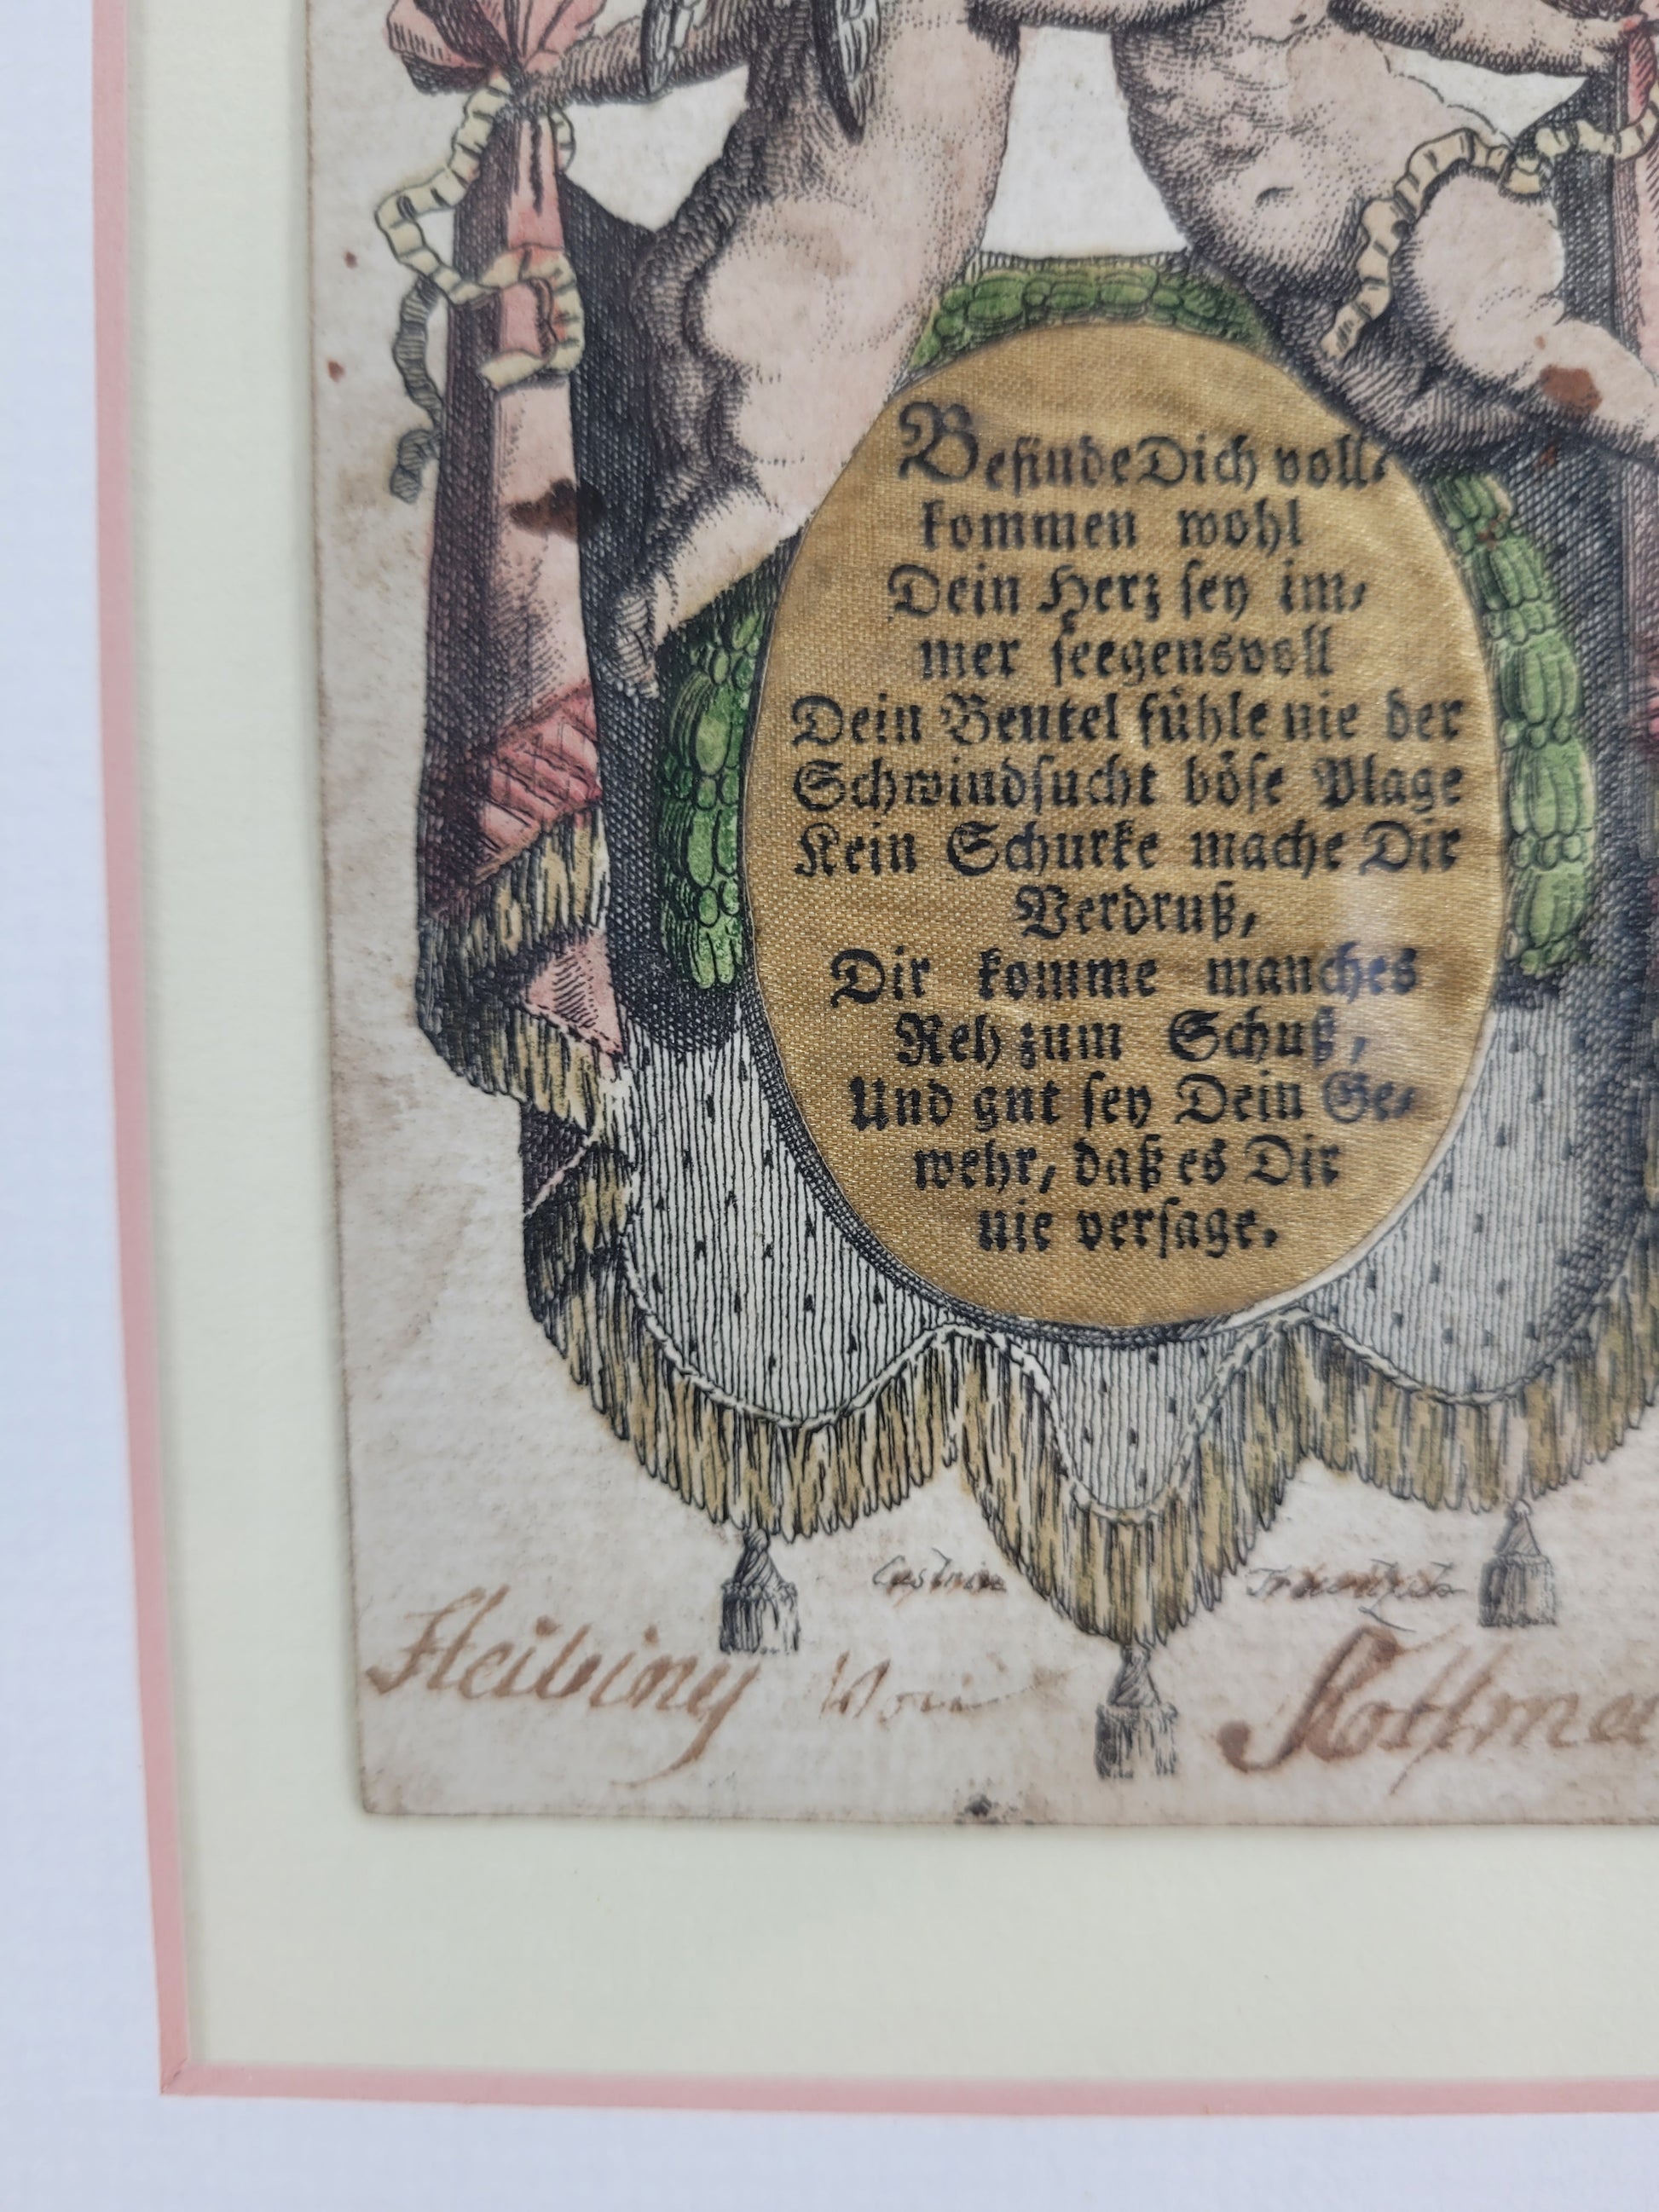 Befinde Dich voll⸗
kommen wohl
Dein Herz ſey im⸗
mer ſeegensvoll
Dein Beutel fühle nie der
Schwindſucht böſe Plage
Kein Schurke mache Dir
Verdruß,
Dir komme manches
Reh zum Schuß,
Und gut ſey Dein Ge⸗
wehr, daß es Dir
nie verſage.